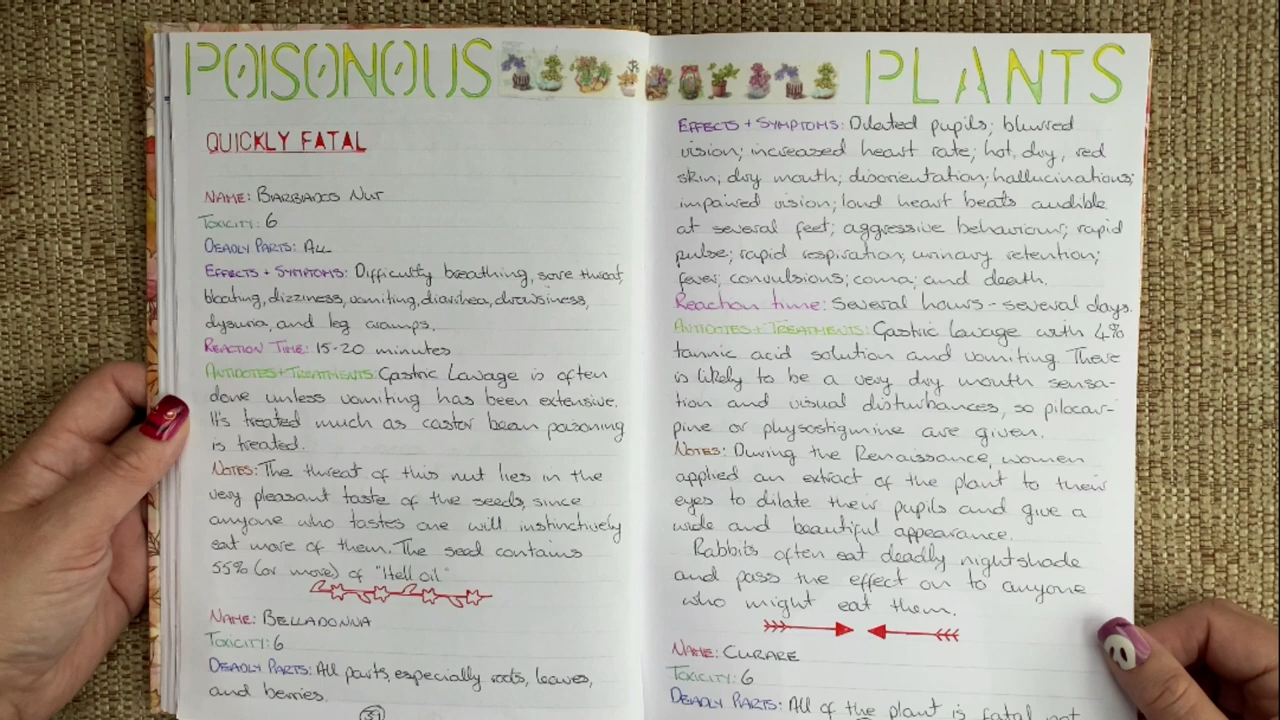 POISONOUS PLANTS
QUICKLY FATAL
NAME: BARBADOS NUT
TOXICITY: 6
DEADLY PARTS: ALL
EFFECTS + SYMPTOMS: Difficulty breathing, sore throat,
bloating, dizziness, vomiting, diarrhea, drowsiness,
dysuria, and leg cramps.
REACTION TIME: 15-20 minutes
ANTIDOTES + TREATMENTS: Gastric Lavage is often
done unless vomiting has been extensive.
It's treated much as castor bean poisoning
is treated.
NOTES: The threat of this nut lies in the
very pleasant taste of the seeds, since
anyone who tastes one will instinctively
eat more of them. The seed contains
55% (or more) of "Hell oil"
NAME: BELLADONNA
TOXICITY: 6
DEADLY PARTS: All parts, especially roots, leaves,
and berries.
31
EFFECTS + SYMPTOMS: Dilated pupils; blurred
vision; increased heart rate; hot, dry, red
skin; dry mouth; disorientation; hallucinations;
impaired vision; loud heart beats audible
at several feet; aggressive behaviour; rapid
pulse; rapid respiration; urinary retention;
fever; convulsions; coma; and death.
Reaction time: Several hours - several days.
ANTIDOTES + TREATMENTS: Gastric lavage with 4%
tannic acid solution and vomiting. There
is likely to be a very dry mouth sensa-
tion and visual disturbances, so pilocar-
pine or physostigmine are given.
NOTES: During the Renaissance, women
applied an extract of the plant to their
eyes to dilate their pupils and give a
wide and beautiful appearance.
Rabbits often eat deadly nightshade
and pass the effect on to anyone
who might eat them.
NAME: CURARE
TOXICITY: 6
DEADLY PARTS: All of the plant is fatal not